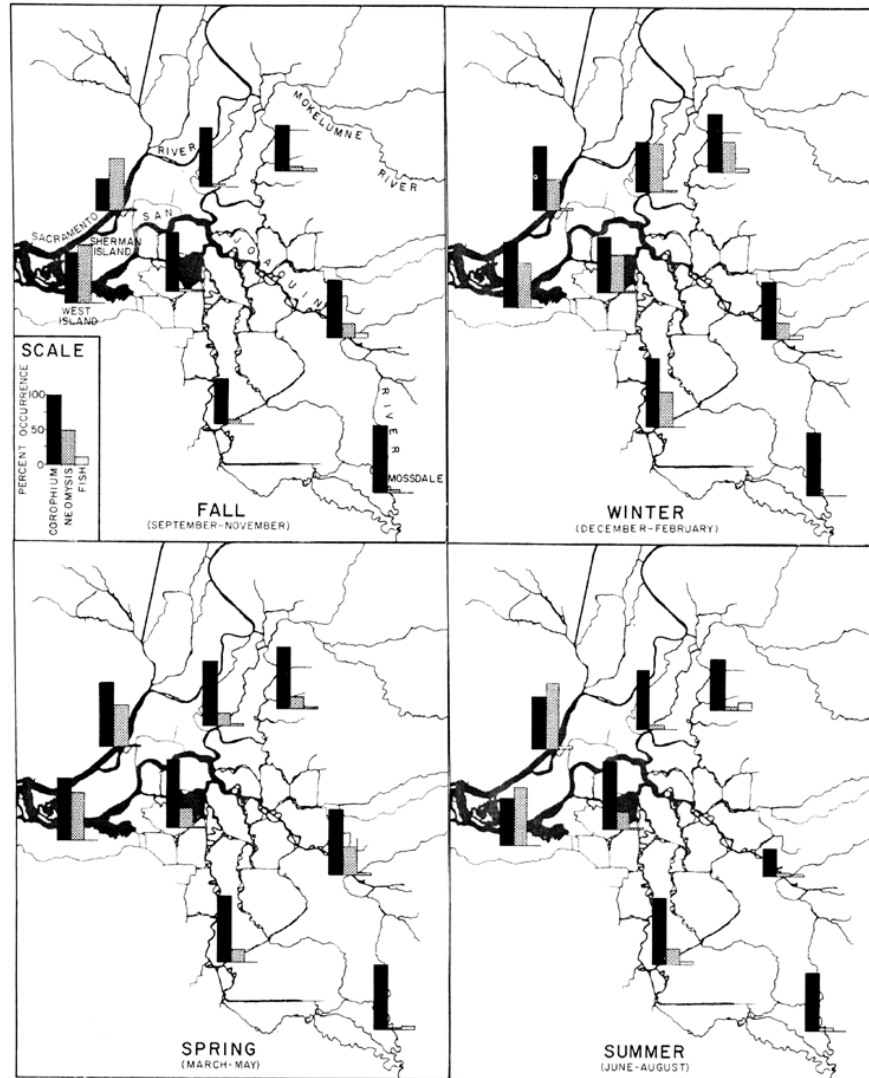 MOKELUMNE
RIVER
RIVER
SACRAMENTO
SAN
JOAQUIN
SHERMAN
ISLAND
WEST
ISLAND
SCALE
PERCENT OCCURRENCE
100
50
0
COROPHIUM
NEOMYSIS
FISH
RIVER
MOSSDALE
FALL
(SEPTEMBER-NOVEMBER)
WINTER
(DECEMBER-FEBRUARY)
SPRING
(MARCH-MAY)
SUMMER
(JUNE-AUGUST)